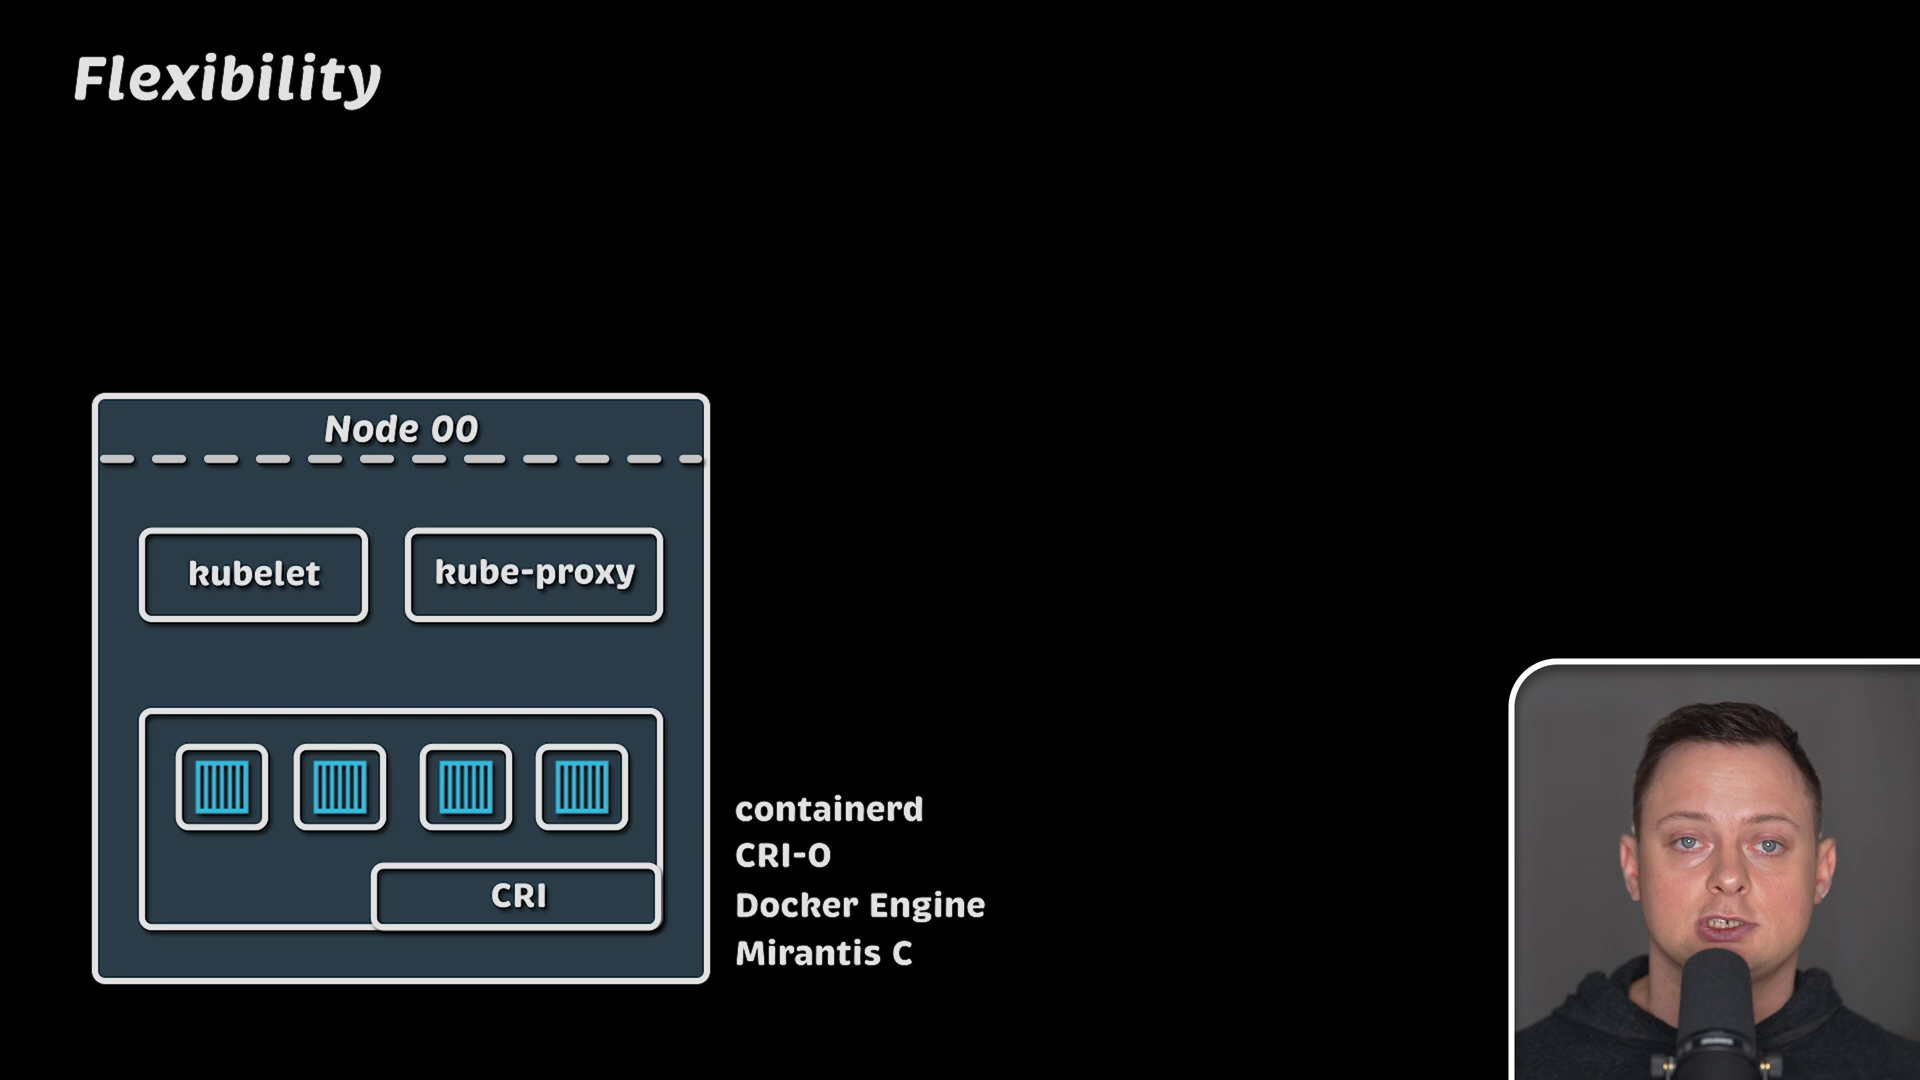 Flexibility
Node 00
kubelet
kube-proxy
CRI
containerd
CRI-O
Docker Engine
Mirantis C